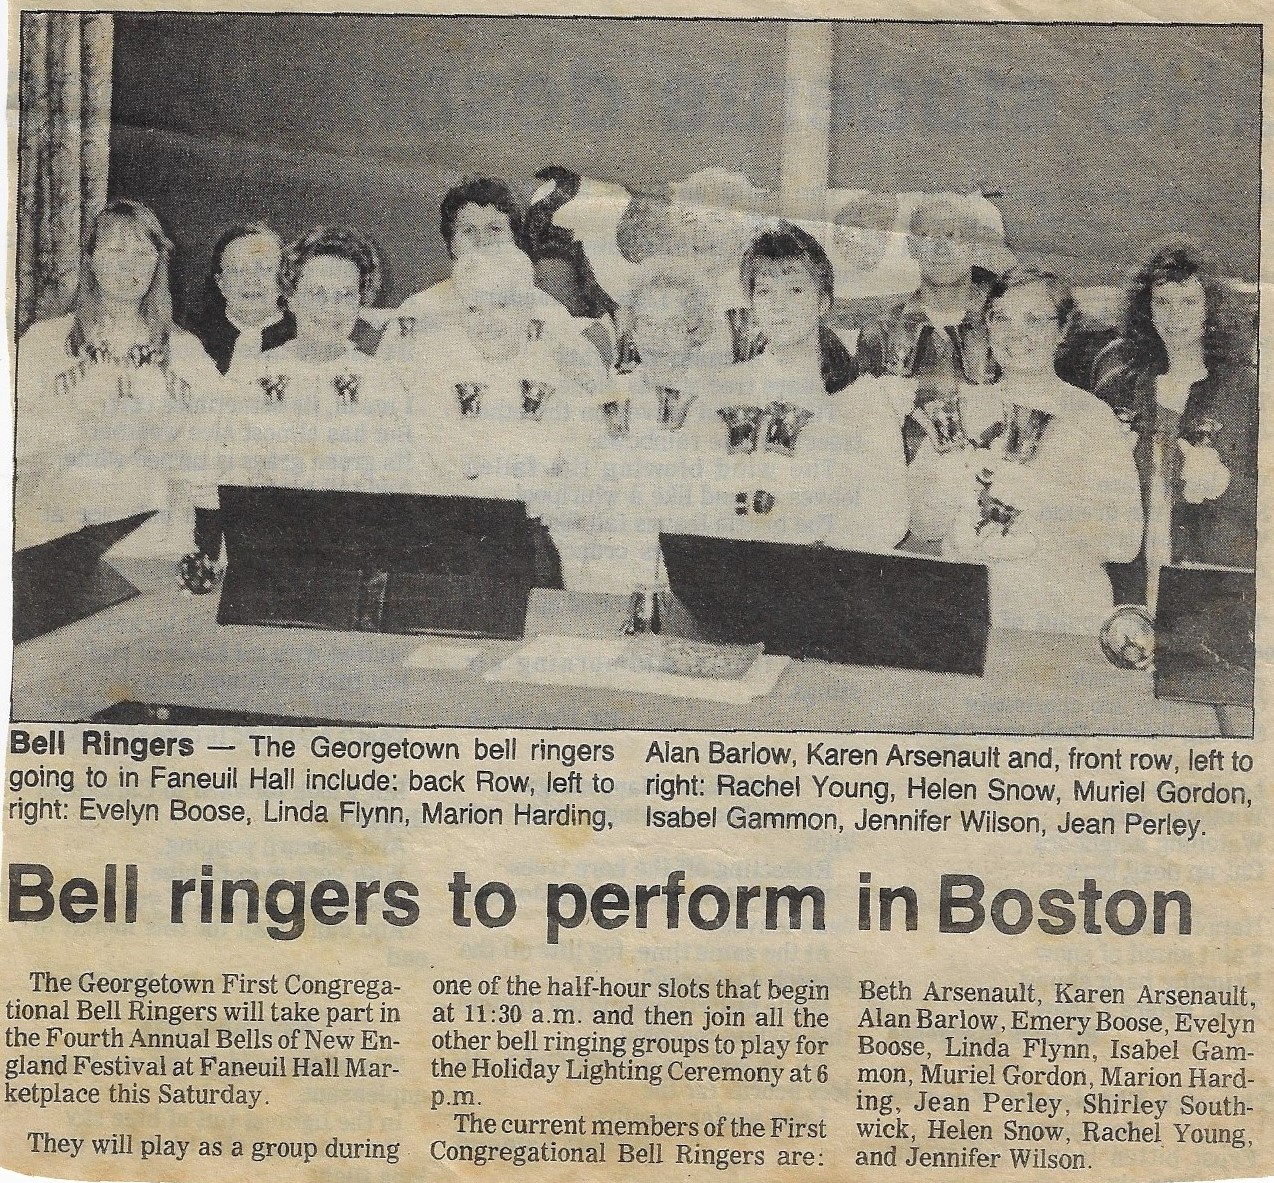 Bell Ringers — The Georgetown bell ringers
going to in Faneuil Hall include: back Row, left to
right: Evelyn Boose, Linda Flynn, Marion Harding,
Alan Barlow, Karen Arsenault and, front row, left to
right: Rachel Young, Helen Snow, Muriel Gordon,
Isabel Gammon, Jennifer Wilson, Jean Perley.
Bell ringers to perform in Boston
The Georgetown First Congrega-
tional Bell Ringers will take part in
the Fourth Annual Bells of New En-
gland Festival at Faneuil Hall Mar-
ketplace this Saturday.
They will play as a group during
one of the half-hour slots that begin
at 11:30 a.m. and then join all the
other bell ringing groups to play for
the Holiday Lighting Ceremony at 6
p.m.
The current members of the First
Congregational Bell Ringers are:
Beth Arsenault, Karen Arsenault,
Alan Barlow, Emery Boose, Evelyn
Boose, Linda Flynn, Isabel Gam-
mon, Muriel Gordon, Marion Hard-
ing, Jean Perley, Shirley South-
wick, Helen Snow, Rachel Young,
and Jennifer Wilson.